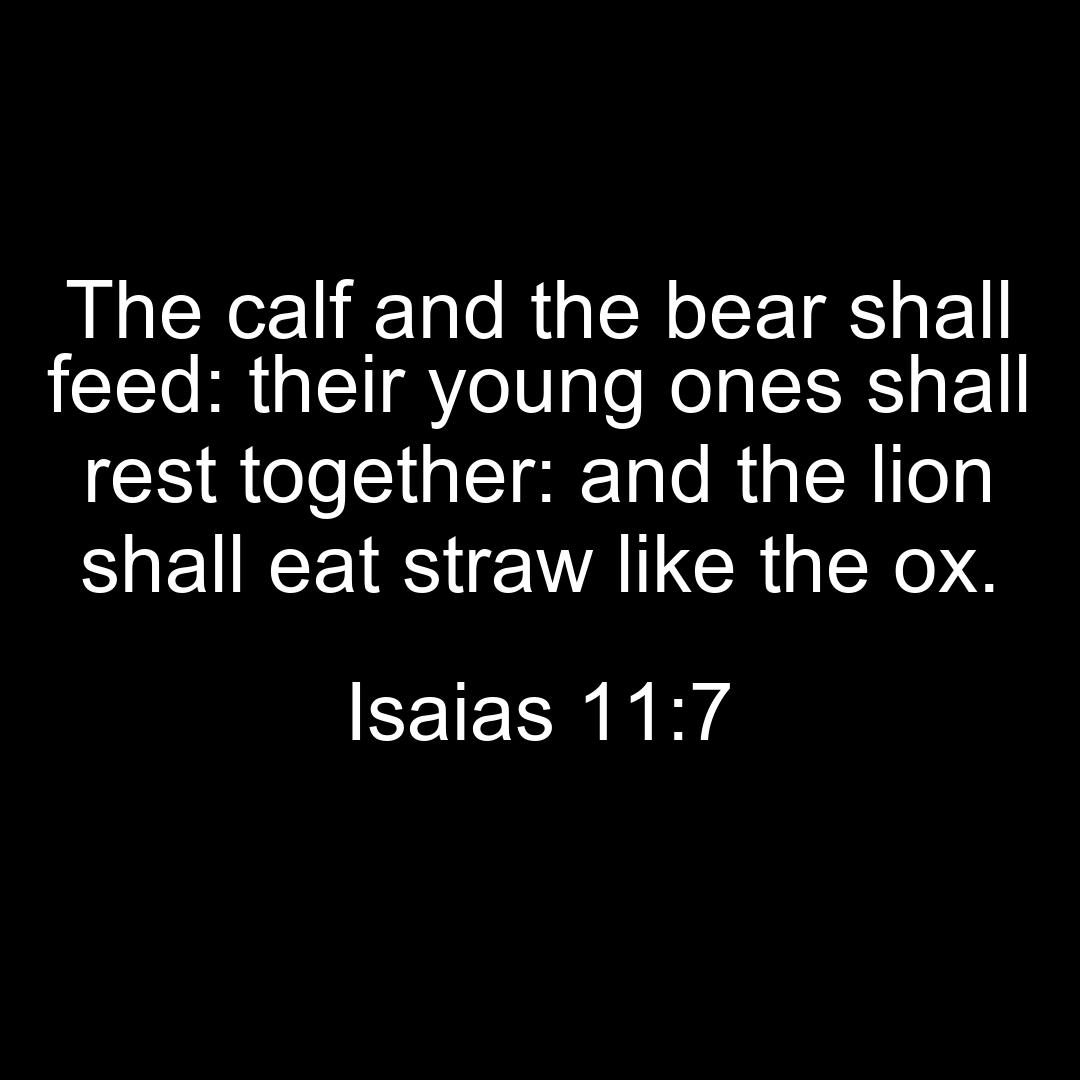 The calf and the bear shall
feed: their young ones shall
rest together: and the lion
shall eat straw like the ox.
Isaias 11:7